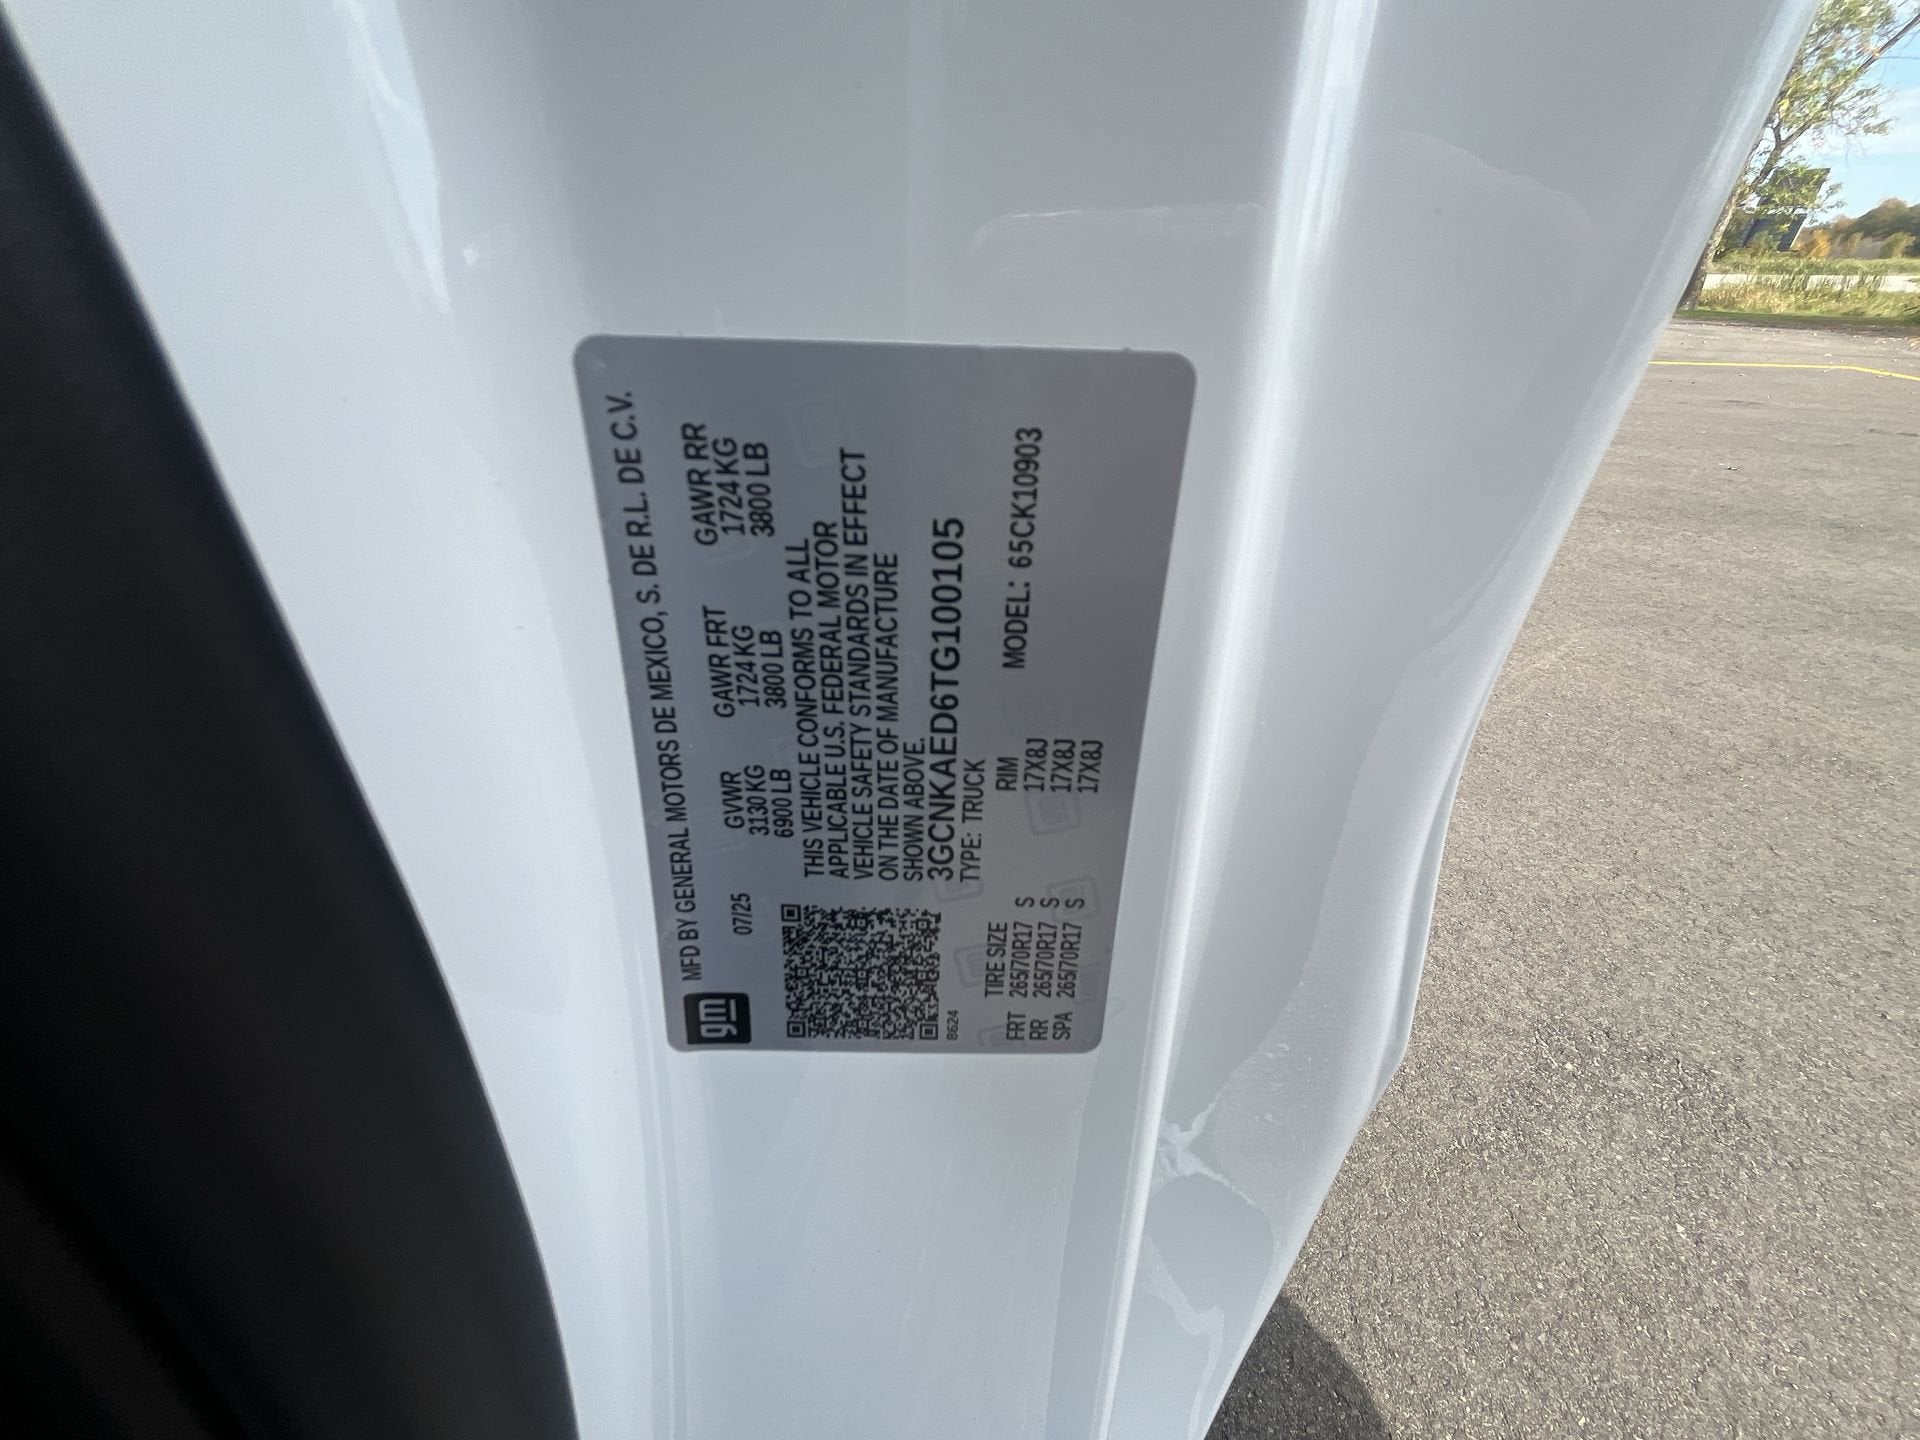 gm MFD BY GENERAL MOTORS DE MEXICO, S. DE R.L. DE C.V.
07/25 GVWR GAWR FRT GAWR RR
3130 KG 1724 KG 1724 KG
6900 LB 3800 LB 3800 LB
THIS VEHICLE CONFORMS TO ALL
APPLICABLE U.S. FEDERAL MOTOR
VEHICLE SAFETY STANDARDS IN EFFECT
ON THE DATE OF MANUFACTURE
SHOWN ABOVE.
3GCNKAED6TG100105
8624 TYPE: TRUCK
TIRE SIZE RIM MODEL: 65CK10903
FRT 265/70R17 S 17X8J
RR 265/70R17 S 17X8J
SPA 265/70R17 S 17X8J